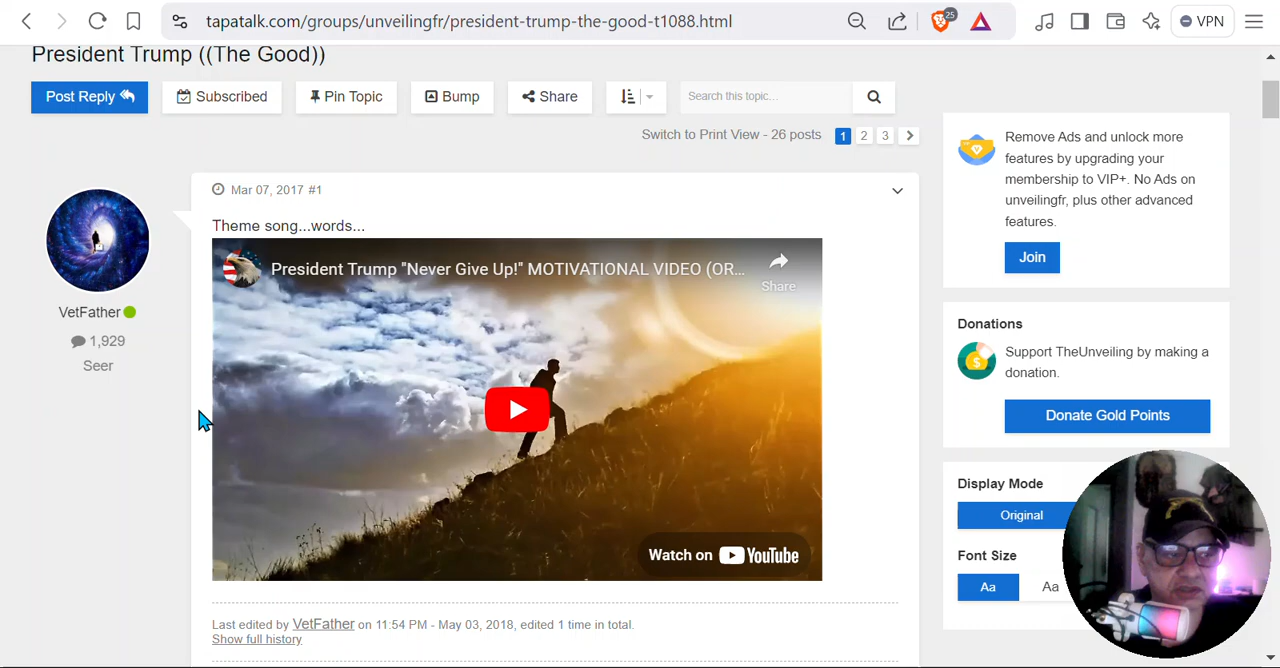 tapatalk.com/groups/unveilingfr/president-trump-the-good-t1088.html
25
VPN
President Trump ((The Good))
Post Reply
Subscribed
Pin Topic
Bump
Share
Search this topic...
Switch to Print View - 26 posts
1
2
3
Mar 07, 2017 #1
Theme song...words...
President Trump "Never Give Up!" MOTIVATIONAL VIDEO (OR...
Share
Watch on YouTube
VetFather
1,929
Seer
Last edited by VetFather on 11:54 PM - May 03, 2018, edited 1 time in total.
Show full history
Remove Ads and unlock more
features by upgrading your
membership to VIP+. No Ads on
unveilingfr, plus other advanced
features.
Join
Donations
Support TheUnveiling by making a
donation.
Donate Gold Points
Display Mode
Original
Font Size
Aa
Aa